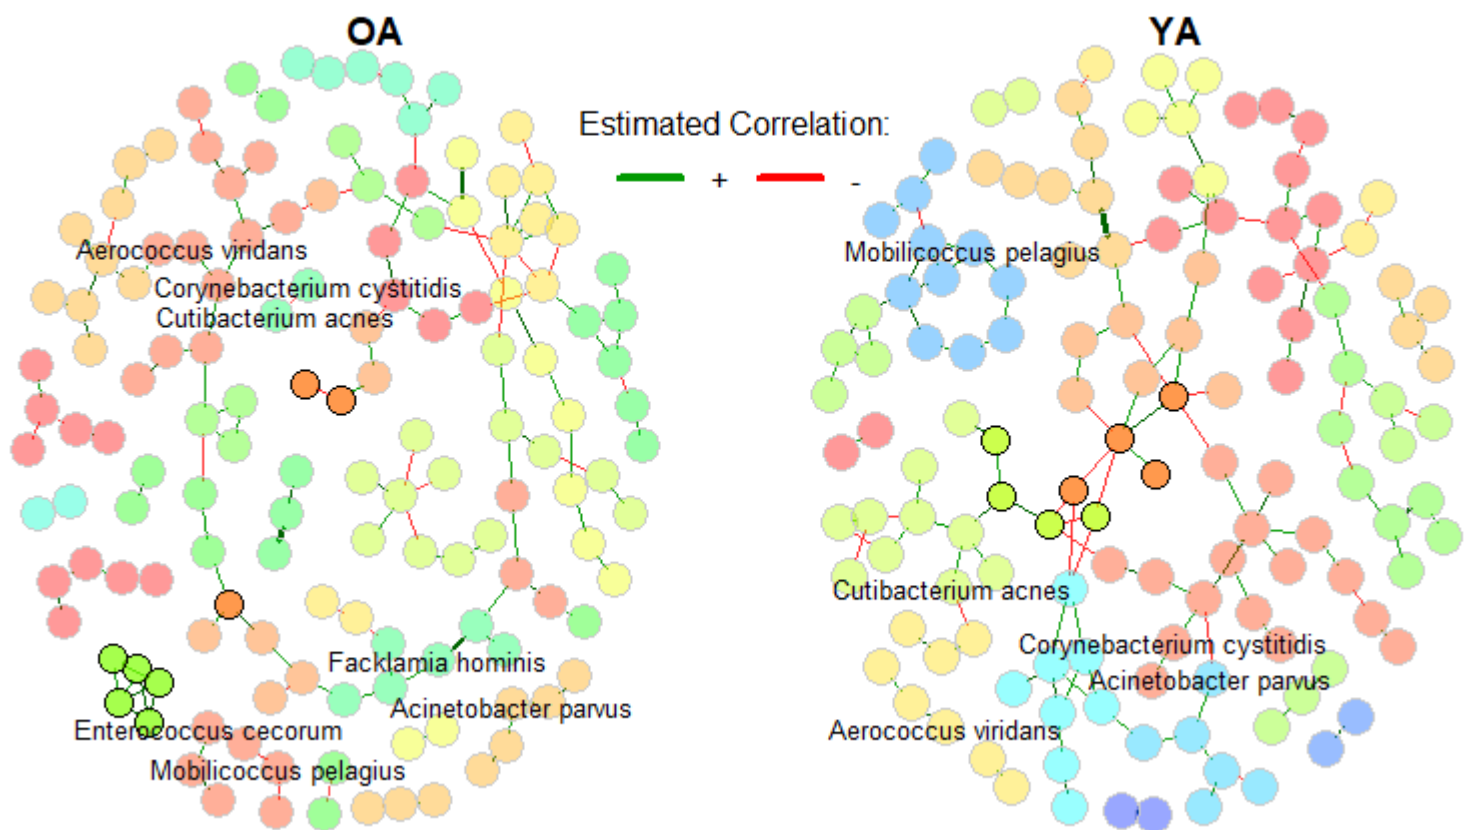 OA
YA
Estimated Correlation:
+ -
Aerococcus viridans
Corynebacterium cystitidis
Cutibacterium acnes
Facklamia hominis
Acinetobacter parvus
Enterococcus cecorum
Mobilicoccus pelagius
Mobilicoccus pelagius
Cutibacterium acnes
Corynebacterium cystitidis
Acinetobacter parvus
Aerococcus viridans